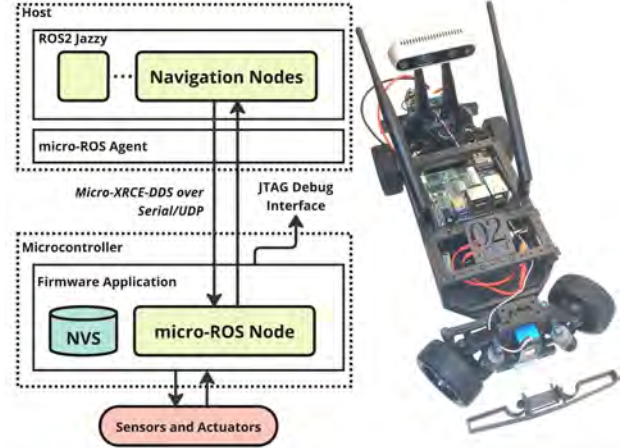 Host
ROS2 Jazzy
Navigation Nodes
micro-ROS Agent
Micro-XRCE-DDS over
Serial/UDP
JTAG Debug
Interface
Microcontroller
Firmware Application
NVS
micro-ROS Node
Sensors and Actuators
02